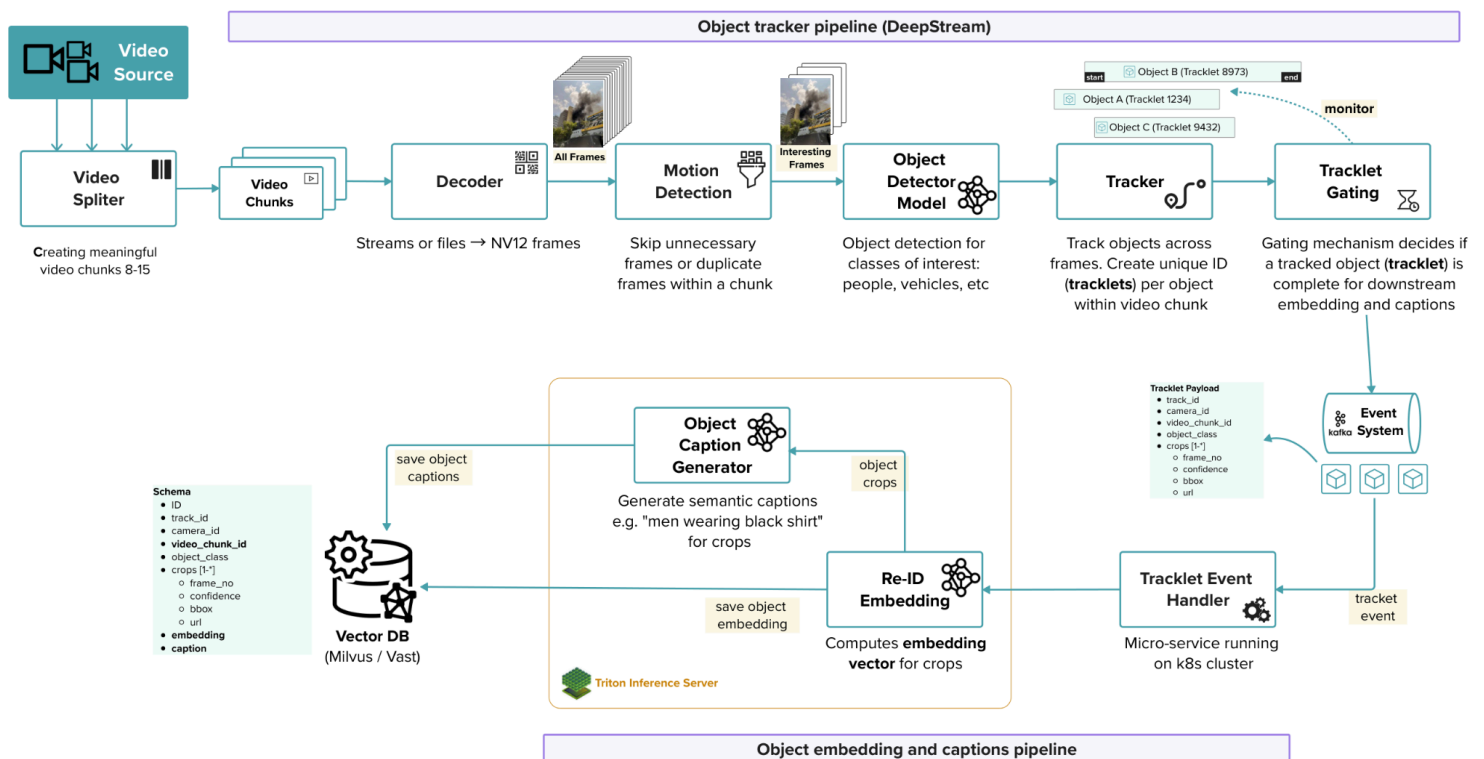 Object tracker pipeline (DeepStream)
Video
Source
Object B (Tracklet 8973)
start
end
Object A (Tracklet 1234)
monitor
Object C (Tracklet 9432)
Video
Spliter
Creating meaningful
video chunks 8-15
Video
Chunks
Decoder
Streams or files → NV12 frames
All Frames
Motion
Detection
Skip unnecessary
frames or duplicate
frames within a chunk
Interesting
Frames
Object
Detector
Model
Object detection for
classes of interest:
people, vehicles, etc
Tracker
Track objects across
frames. Create unique ID
(tracklets) per object
within video chunk
Tracklet
Gating
Gating mechanism decides if
a tracked object (tracklet) is
complete for downstream
embedding and captions
kafka
Event
System
Tracklet Payload
track_id
camera_id
video_chunk_id
object_class
crops [1-*]
frame_no
confidence
bbox
url
tracket
event
Tracklet Event
Handler
Micro-service running
on k8s cluster
Re-ID
Embedding
Computes embedding
vector for crops
object
crops
Object
Caption
Generator
Generate semantic captions
e.g. "men wearing black shirt"
for crops
save object
captions
save object
embedding
Triton Inference Server
Vector DB
(Milvus / Vast)
Schema
ID
track_id
camera_id
video_chunk_id
object_class
crops [1-*]
frame_no
confidence
bbox
url
embedding
caption
Object embedding and captions pipeline